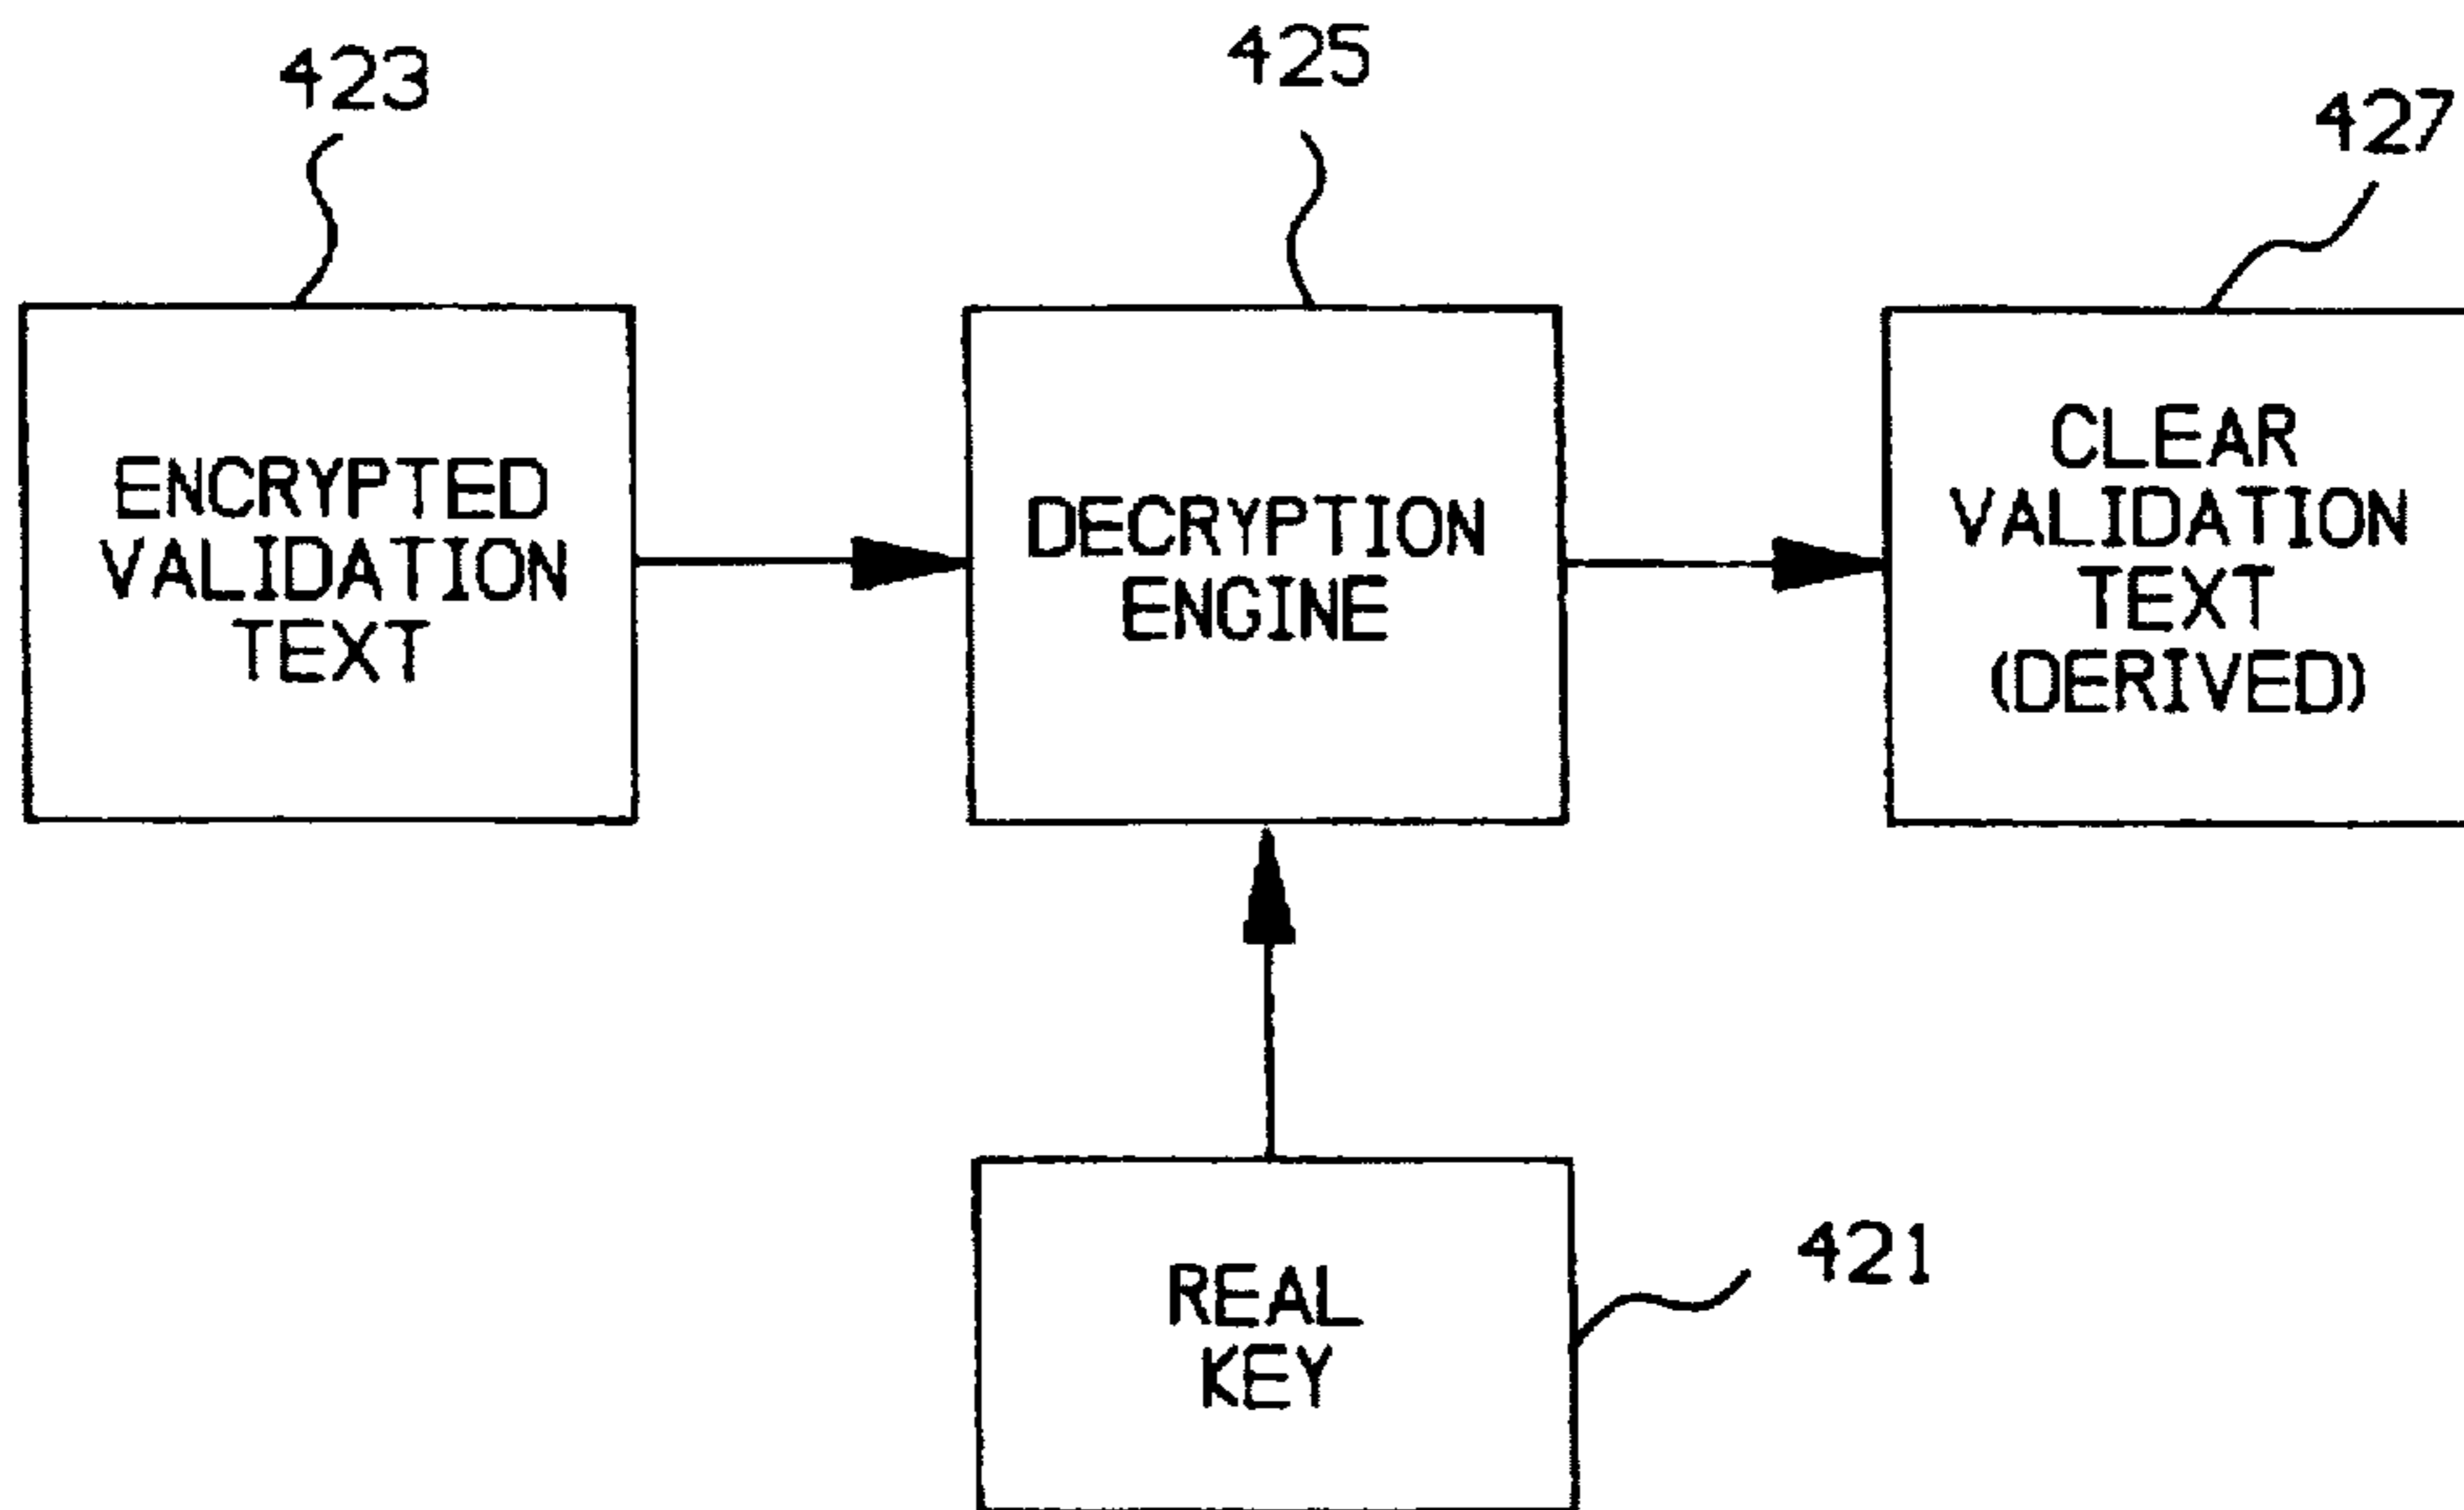 423
425
427
ENCRYPTED
VALIDATION
TEXT
DECRYPTION
ENGINE
CLEAR
VALIDATION
TEXT
(DERIVED)
REAL
KEY
421